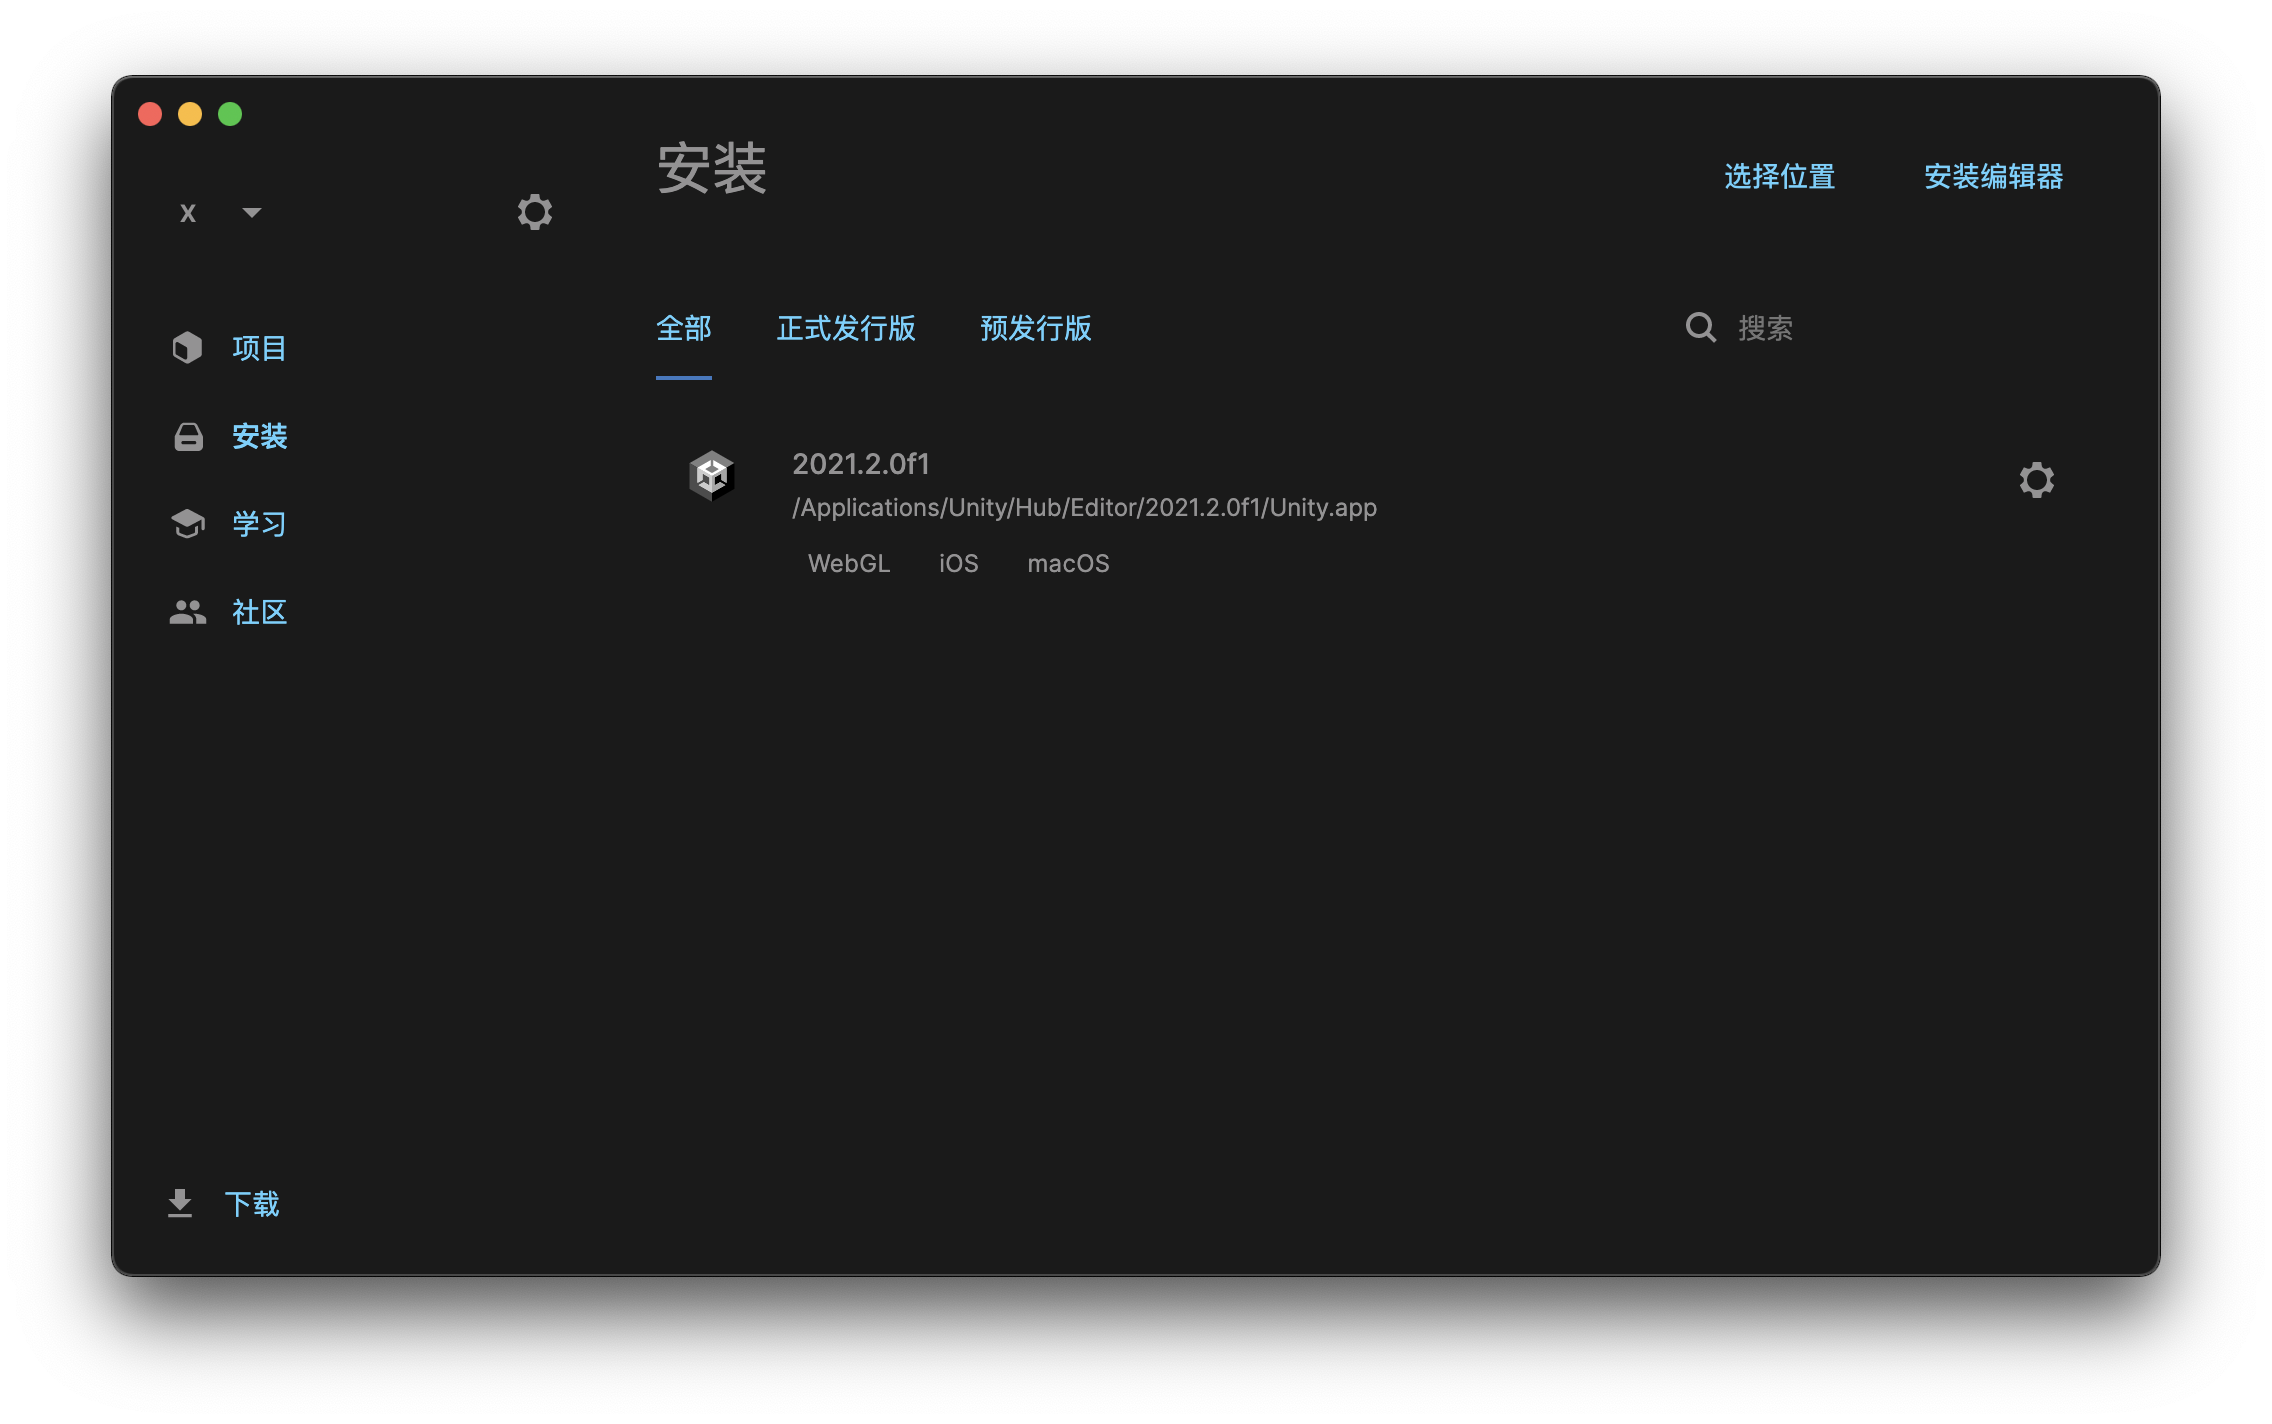 安装
选择位置
安装编辑器
X
项目
安装
学习
社区
下载
全部
正式发行版
预发行版
搜索
2021.2.0f1
/Applications/Unity/Hub/Editor/2021.2.0f1/Unity.app
WebGL
iOS
macOS